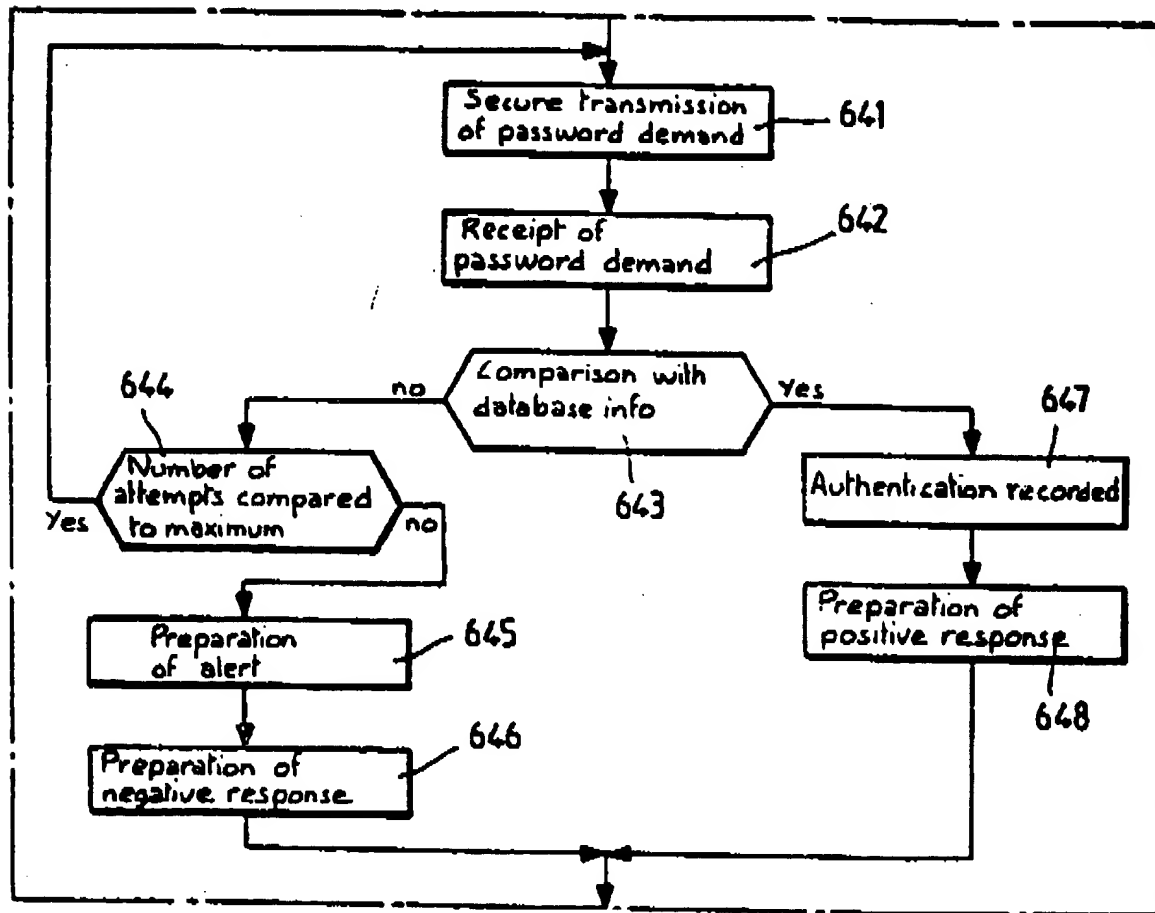 Secure transmission
of password demand
641
Receipt of
password demand
642
Comparison with
database info
643
no
Yes
644
Number of
attempts compared
to maximum
Yes
no
647
Authentication recorded
Preparation
of alert
645
Preparation of
positive response
648
Preparation of
negative response
646